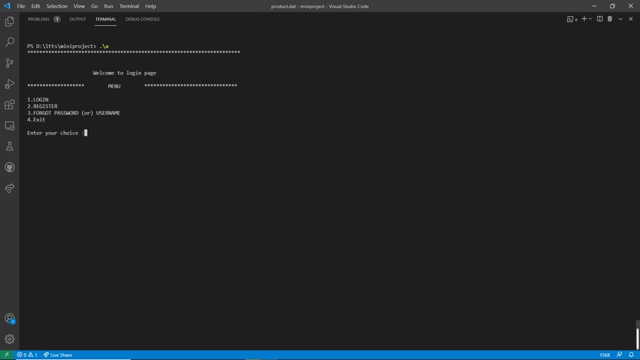 File Edit Selection View Go Run Terminal Help
product.dat - miniproject - Visual Studio Code
PROBLEMS 1 OUTPUT TERMINAL DEBUG CONSOLE
PS D:\ltts\miniproject> .\a
***********************************************************************
Welcome to login page
******************* MENU *******************************
1.LOGIN
2.REGISTER
3.FORGOT PASSWORD (or) USERNAME
4.Exit
Enter your choice :
0 1 Live Share